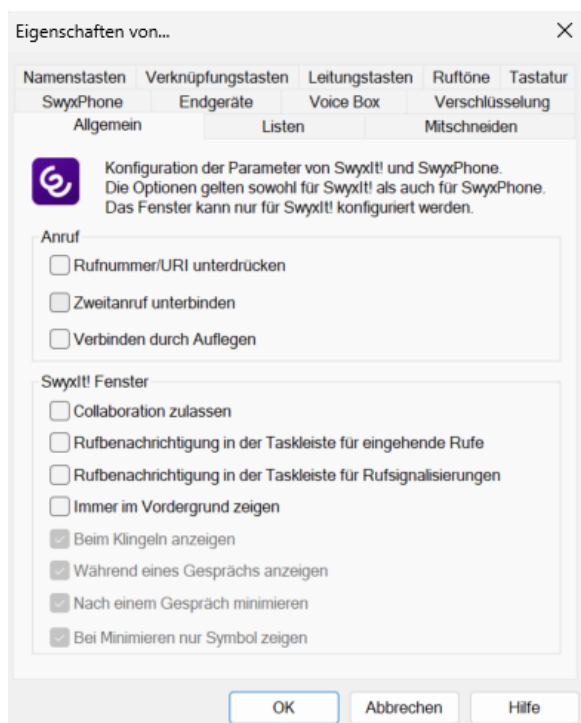 Eigenschaften von...
Namenstasten Verknüpfungstasten Leitungstasten Ruftöne Tastatur
SwyxPhone Endgeräte Voice Box Verschlüsselung
Allgemein Listen Mitschneiden
Konfiguration der Parameter von SwyxIt! und SwyxPhone.
Die Optionen gelten sowohl für SwyxIt! als auch für SwyxPhone.
Das Fenster kann nur für SwyxIt! konfiguriert werden.
Anruf
Rufnummer/URI unterdrücken
Zweitanruf unterbinden
Verbinden durch Auflegen
SwyxIt! Fenster
Collaboration zulassen
Rufbenachrichtigung in der Taskleiste für eingehende Rufe
Rufbenachrichtigung in der Taskleiste für Rufsignalisierungen
Immer im Vordergrund zeigen
Beim Klingeln anzeigen
Während eines Gesprächs anzeigen
Nach einem Gespräch minimieren
Bei Minimieren nur Symbol zeigen
OK Abbrechen Hilfe